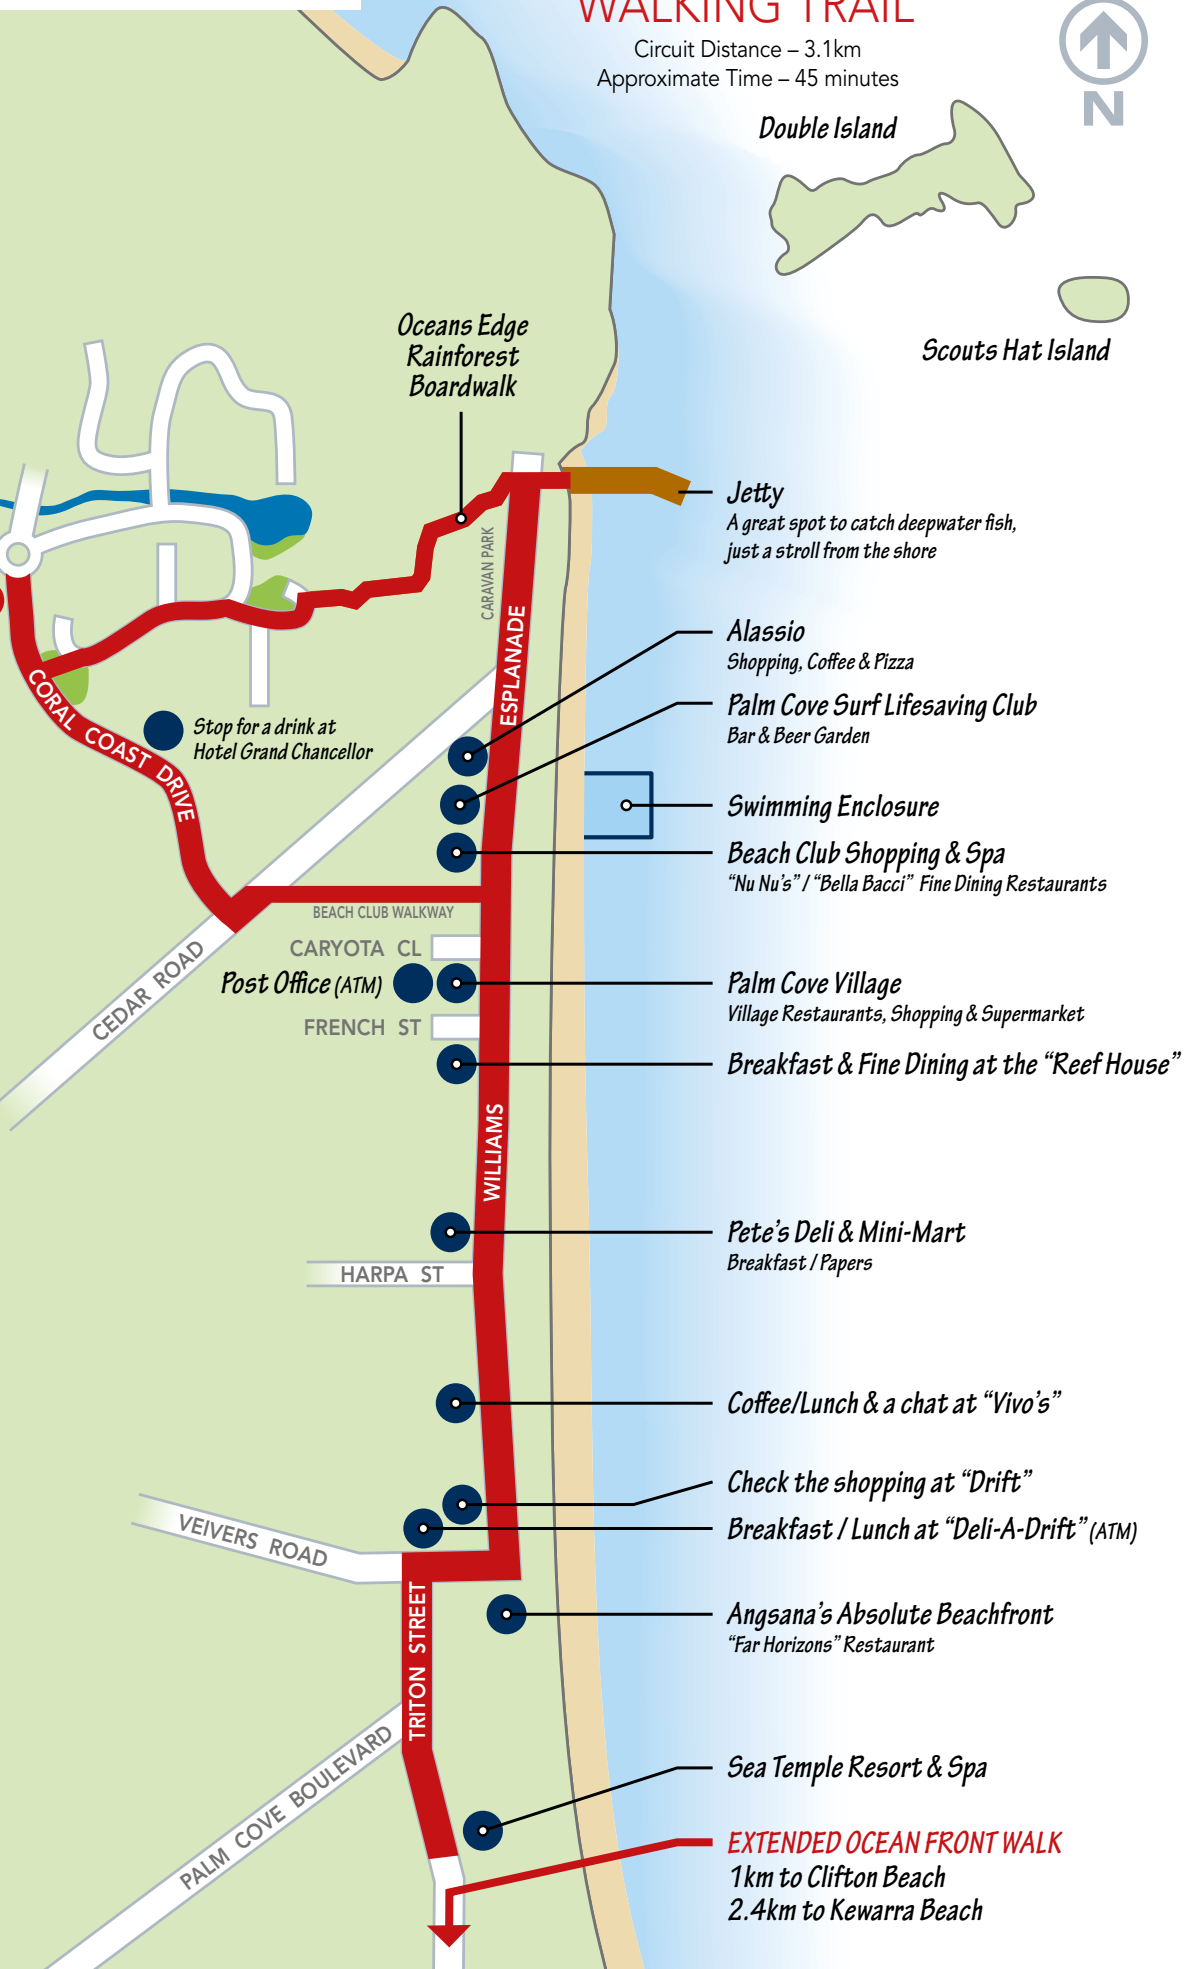 WALKING TRAIL
Circuit Distance – 3.1km
Approximate Time – 45 minutes
N
Double Island
Scouts Hat Island
Oceans Edge
Rainforest
Boardwalk
Jetty
A great spot to catch deepwater fish,
just a stroll from the shore
CARAVAN PARK
ESPLANADE
Alassio
Shopping, Coffee & Pizza
CORAL COAST DRIVE
Stop for a drink at
Hotel Grand Chancellor
Palm Cove Surf Lifesaving Club
Bar & Beer Garden
Swimming Enclosure
Beach Club Shopping & Spa
“Nu Nu’s” / “Bella Bacci” Fine Dining Restaurants
BEACH CLUB WALKWAY
CARYOTA CL
CEDAR ROAD
Post Office (ATM)
Palm Cove Village
Village Restaurants, Shopping & Supermarket
FRENCH ST
Breakfast & Fine Dining at the “Reef House”
WILLIAMS
Pete’s Deli & Mini-Mart
Breakfast / Papers
HARPA ST
Coffee/Lunch & a chat at “Vivo’s”
Check the shopping at “Drift”
Breakfast / Lunch at “Deli-A-Drift” (ATM)
VEIVERS ROAD
TRITON STREET
Angsana’s Absolute Beachfront
“Far Horizons” Restaurant
PALM COVE BOULEVARD
Sea Temple Resort & Spa
EXTENDED OCEAN FRONT WALK
1km to Clifton Beach
2.4km to Kewarra Beach